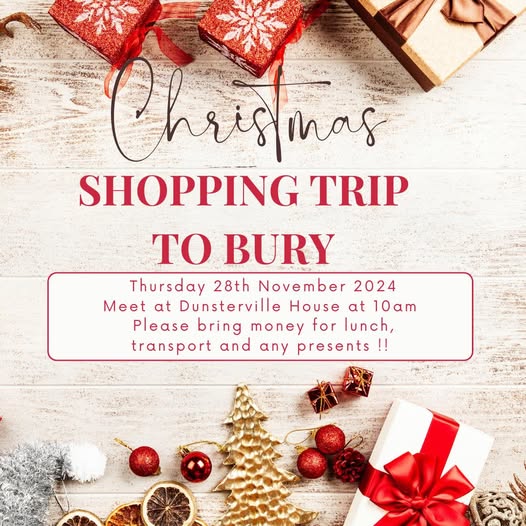 Christmas
SHOPPING TRIP
TO BURY
Thursday 28th November 2024
Meet at Dunsterville House at 10am
Please bring money for lunch,
transport and any presents !!